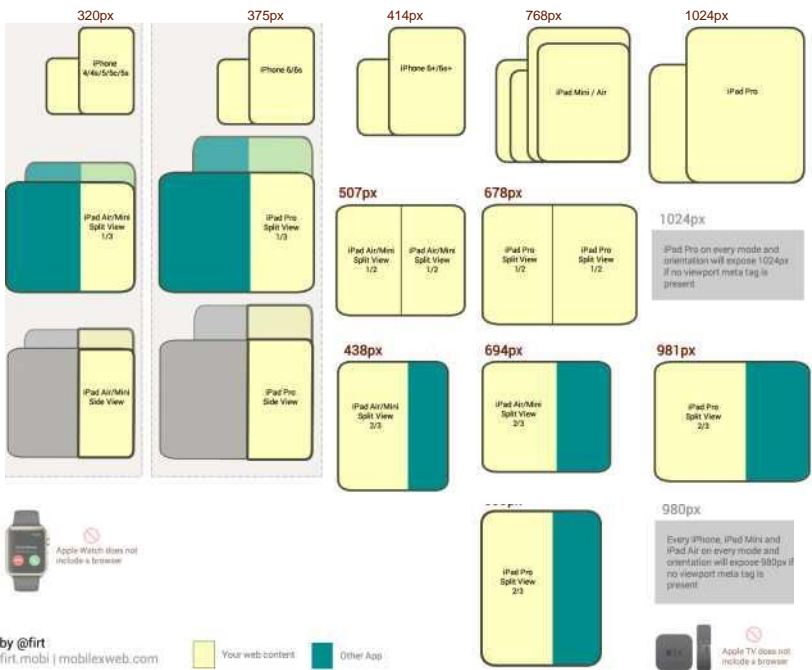 320px
375px
414px
768px
1024px
iPhone
4/4s/5/5c/5s
iPhone 6/6s
iPhone 6+/6s+
iPad Mini / Air
iPad Pro
iPad Air/Mini
Split View
1/3
iPad Pro
Split View
1/3
507px
678px
iPad Air/Mini
Split View
1/2
iPad Air/Mini
Split View
1/2
iPad Pro
Split View
1/2
iPad Pro
Split View
1/2
1024px
iPad Pro on every mode and
orientation will expose 1024px
if no viewport meta tag is
present
iPad Air/Mini
Side View
iPad Pro
Side View
438px
694px
981px
iPad Air/Mini
Split View
2/3
iPad Air/Mini
Split View
2/3
iPad Pro
Split View
2/3
Apple Watch does not
include a browser
iPad Pro
Split View
2/3
980px
Every iPhone, iPad Mini and
iPad Air on every mode and
orientation will expose 980px if
no viewport meta tag is
present
by @firt
firt.mobi | mobilexweb.com
Your web content
Other App
Apple TV does not
include a browser